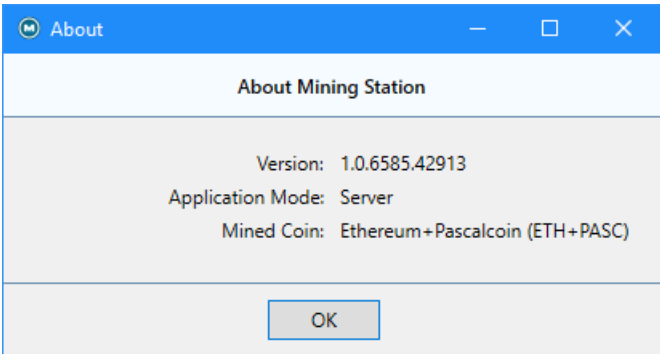 About
About Mining Station
Version: 1.0.6585.42913
Application Mode: Server
Mined Coin: Ethereum+Pascalcoin (ETH+PASC)
OK